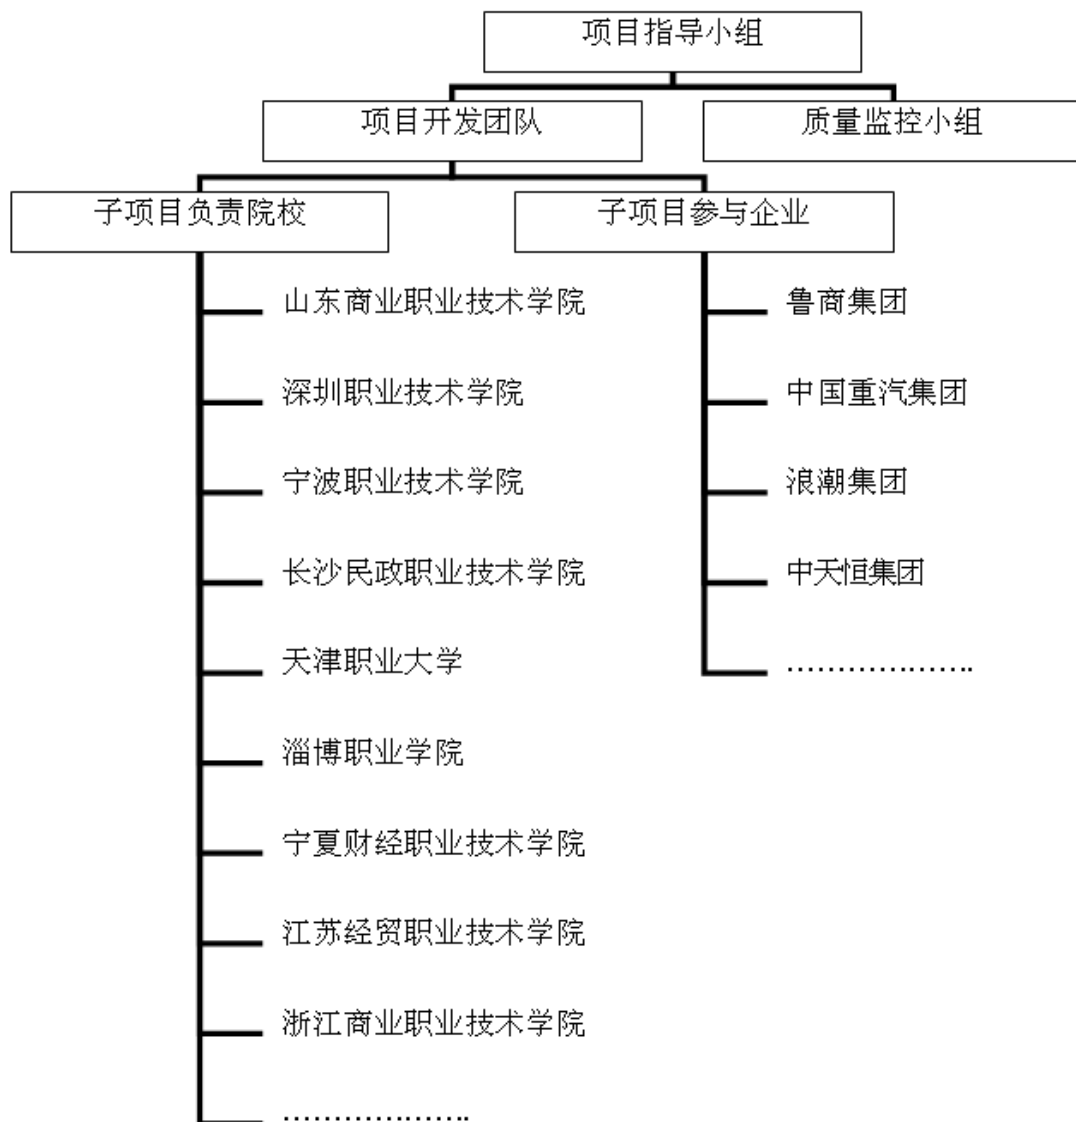 项目指导小组
项目开发团队
质量监控小组
子项目负责院校
子项目参与企业
山东商业职业技术学院
鲁商集团
深圳职业技术学院
中国重汽集团
宁波职业技术学院
浪潮集团
长沙民政职业技术学院
中天恒集团
天津职业大学
………………..
淄博职业学院
宁夏财经职业技术学院
江苏经贸职业技术学院
浙江商业职业技术学院
………………..